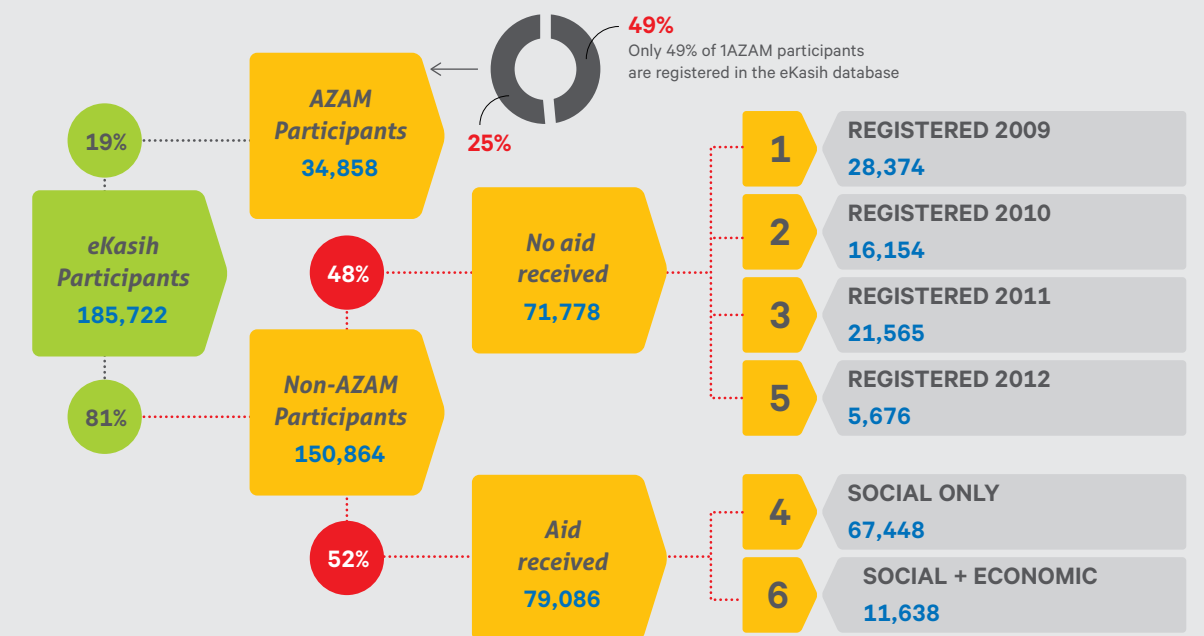 49%
Only 49% of 1AZAM participants
are registered in the eKasih database
25%
19%
AZAM
Participants
34,858
eKasih
Participants
185,722
81%
Non-AZAM
Participants
150,864
48%
No aid
received
71,778
52%
Aid
received
79,086
1
REGISTERED 2009
28,374
2
REGISTERED 2010
16,154
3
REGISTERED 2011
21,565
5
REGISTERED 2012
5,676
4
SOCIAL ONLY
67,448
6
SOCIAL + ECONOMIC
11,638